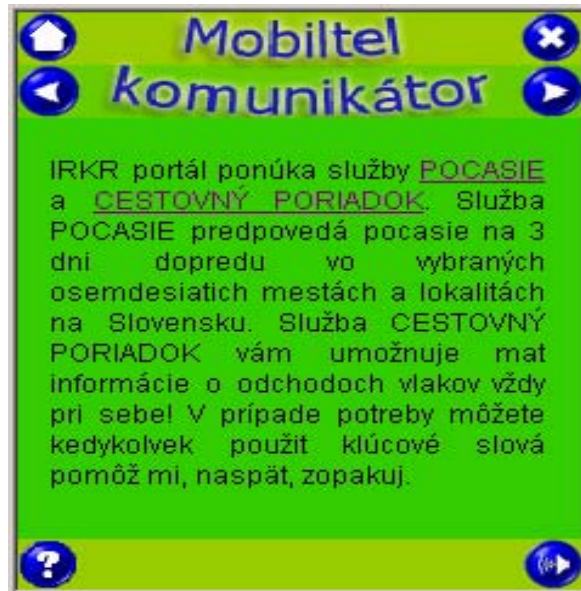 Mobiltel
komunikátor
IRKR portál ponúka služby POCASIE
a CESTOVNÝ PORIADOK. Služba
POCASIE predpovedá pocasie na 3
dni dopredu vo vybraných
osemdesiatich mestách a lokalitách
na Slovensku. Služba CESTOVNÝ
PORIADOK vám umožnuje mat
informácie o odchodoch vlakov vždy
pri sebe! V prípade potreby môžete
kedykolvek použit klúcové slová
pomôž mi, naspät, zopakuj.
?